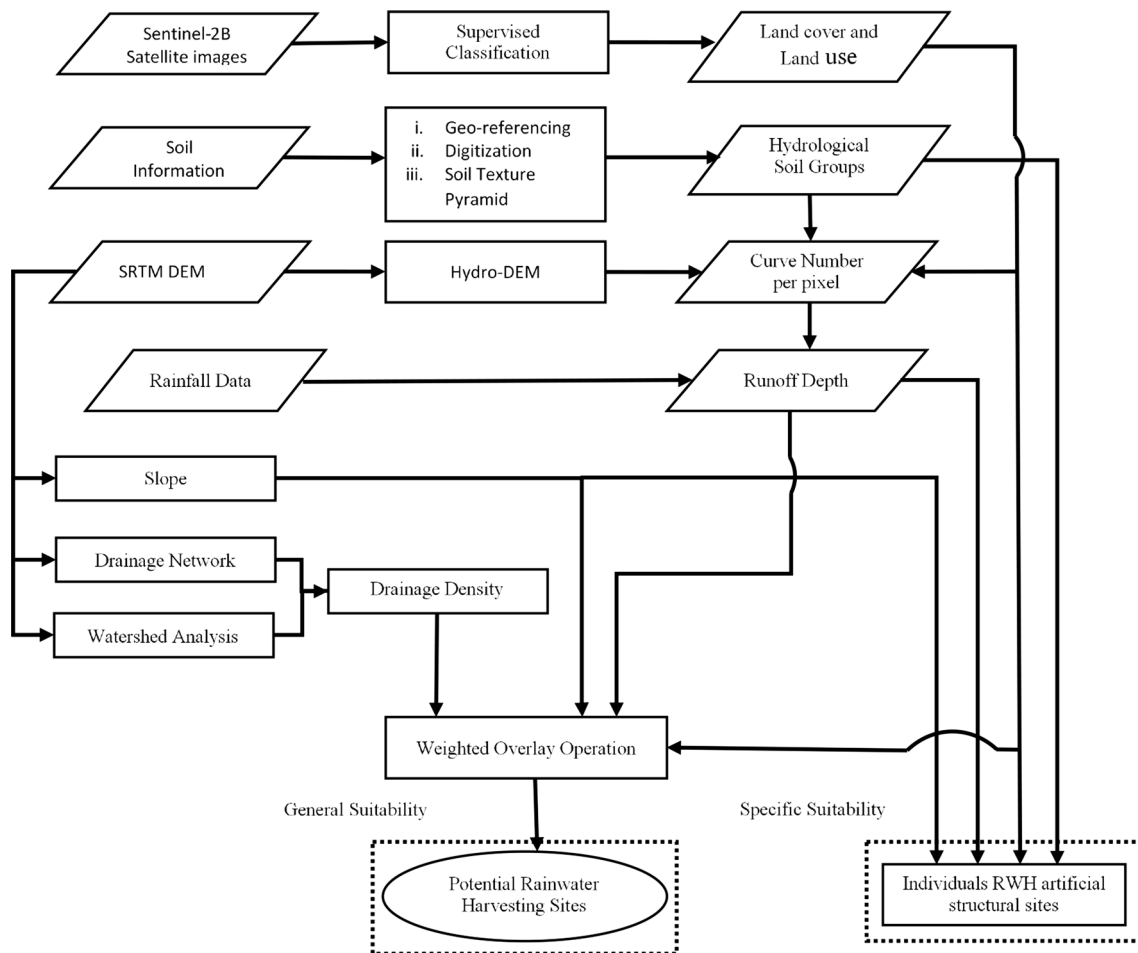 Sentinel-2B
Satellite images
Supervised
Classification
Land cover and
Land use
Soil
Information
i. Geo-referencing
ii. Digitization
iii. Soil Texture
Pyramid
Hydrological
Soil Groups
SRTM DEM
Hydro-DEM
Curve Number
per pixel
Rainfall Data
Runoff Depth
Slope
Drainage Network
Drainage Density
Watershed Analysis
Weighted Overlay Operation
General Suitability
Specific Suitability
Potential Rainwater
Harvesting Sites
Individuals RWH artificial
structural sites